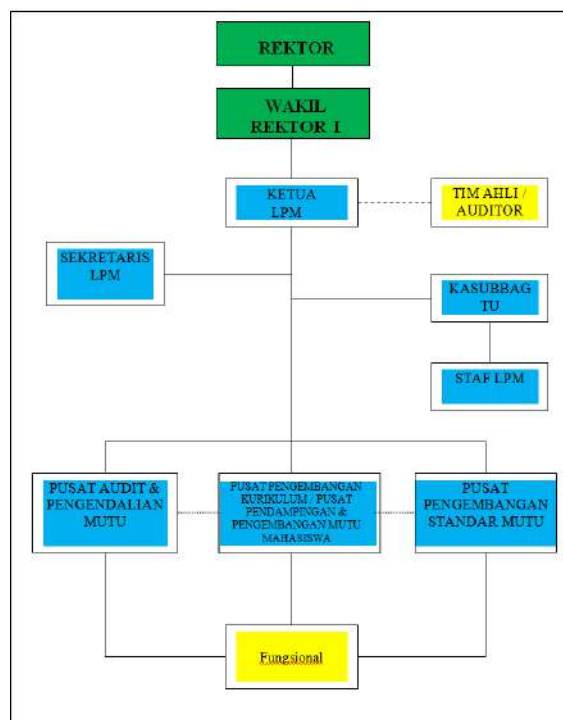 REKTOR
WAKIL
REKTOR I
KETUA
LPM
TIM AHLI /
AUDITOR
SEKRETARIS
LPM
KASUBBAG
TU
STAF LPM
PUSAT AUDIT &
PENGENDALIAN
MUTU
PUSAT PENGEMBANGAN
KURIKULUM / PUSAT
PENDAMPINGAN &
PENGEMBANGAN MUTU
MAHASISWA
PUSAT
PENGEMBANGAN
STANDAR MUTU
Fungsional